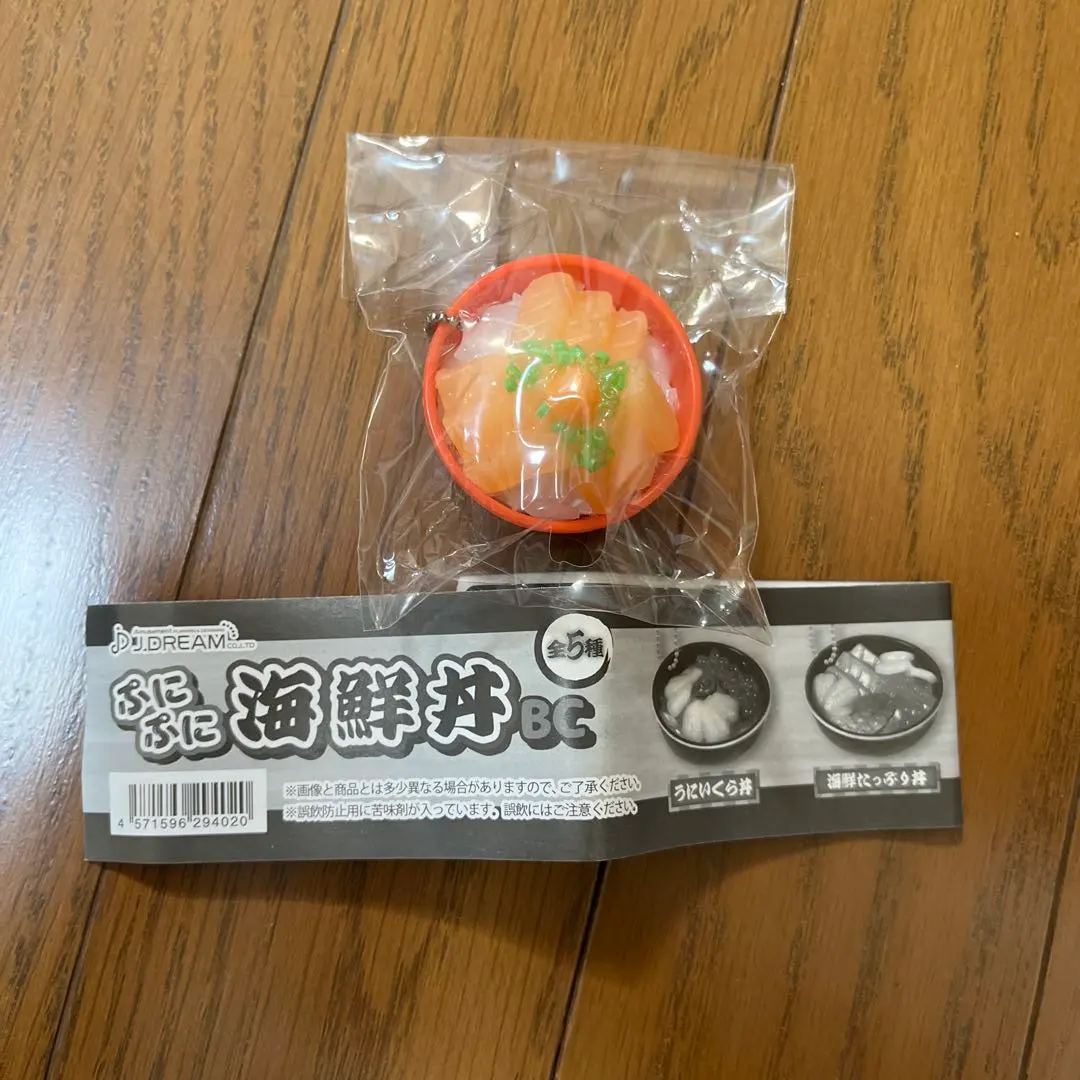 Amusement
J.DREAM CO.,LTD
ぷに
ぷに
海鮮丼BC
全5種
4 571596 294020
※画像と商品とは多少異なる場合がありますので、ご了承ください。
※誤飲防止用に苦味剤が入っています。誤飲にはご注意ください。
うにいくら丼
海鮮たっぷり丼